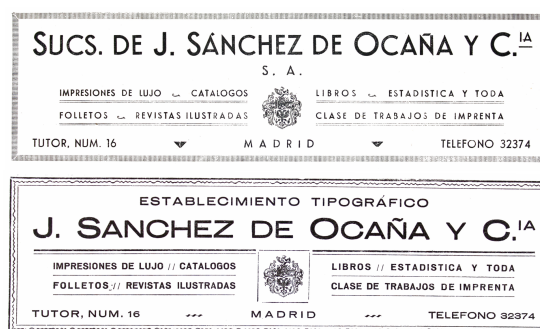 SUCS. DE J. SÁNCHEZ DE OCAÑA Y C.IA
S. A.
IMPRESIONES DE LUJO CATALOGOS LIBROS ESTADISTICA Y TODA
FOLLETOS REVISTAS ILUSTRADAS CLASE DE TRABAJOS DE IMPRENTA
TUTOR, NUM. 16 MADRID TELEFONO 32374
ESTABLECIMIENTO TIPOGRÁFICO
J. SANCHEZ DE OCAÑA Y C.IA
IMPRESIONES DE LUJO // CATALOGOS LIBROS // ESTADISTICA Y TODA
FOLLETOS // REVISTAS ILUSTRADAS CLASE DE TRABAJOS DE IMPRENTA
TUTOR, NUM. 16 MADRID TELEFONO 32374